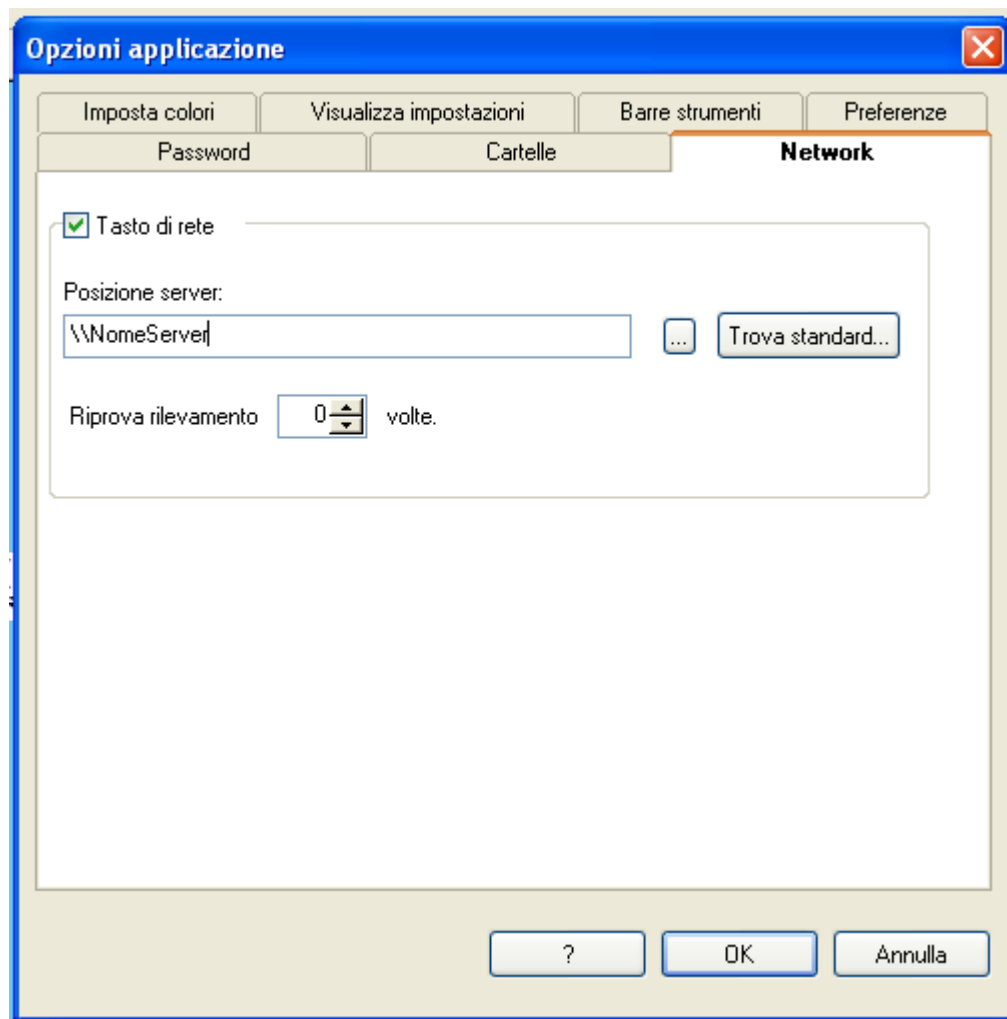 Opzioni applicazione
Imposta colori Visualizza impostazioni Barre strumenti Preferenze
Password Cartelle Network
Tasto di rete
Posizione server:
\\NomeServer
... Trova standard...
Riprova rilevamento 0 volte.
? OK Annulla